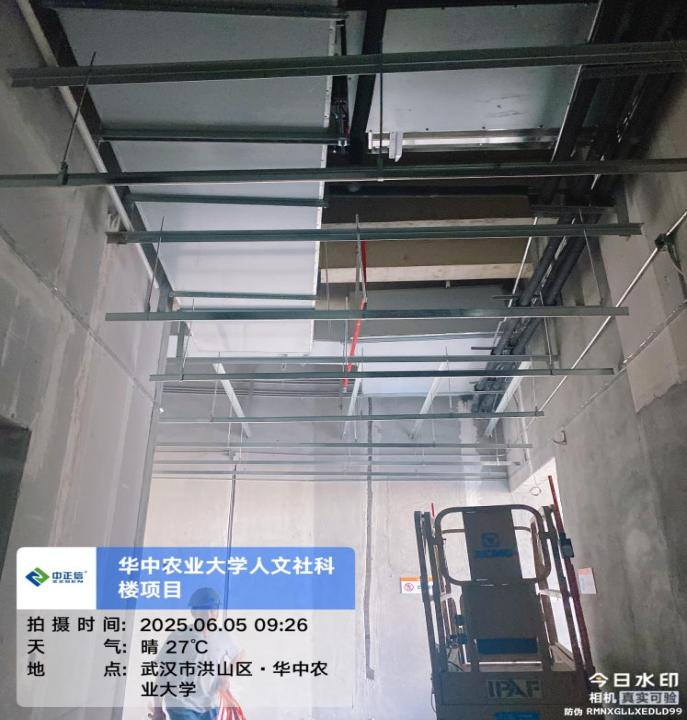 XCMG
IPAF
中正信®
ZZXEN
华中农业大学人文社科
楼项目
拍摄时间: 2025.06.05 09:26
天气: 晴 27℃
地点: 武汉市洪山区·华中农
业大学
今日水印
相机 真实可验
防伪 RMNXGLLXEDLD99